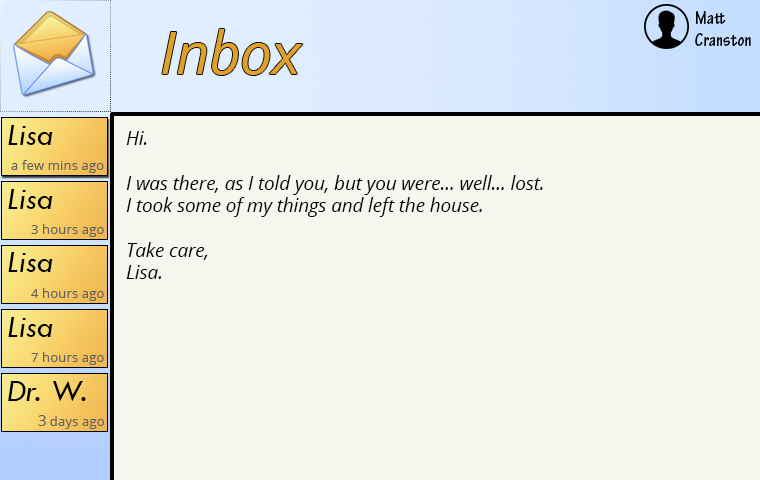 Inbox
Matt
Cranston
Lisa
a few mins ago
Lisa
3 hours ago
Lisa
4 hours ago
Lisa
7 hours ago
Dr. W.
3 days ago
Hi.
I was there, as I told you, but you were... well... lost.
I took some of my things and left the house.
Take care,
Lisa.